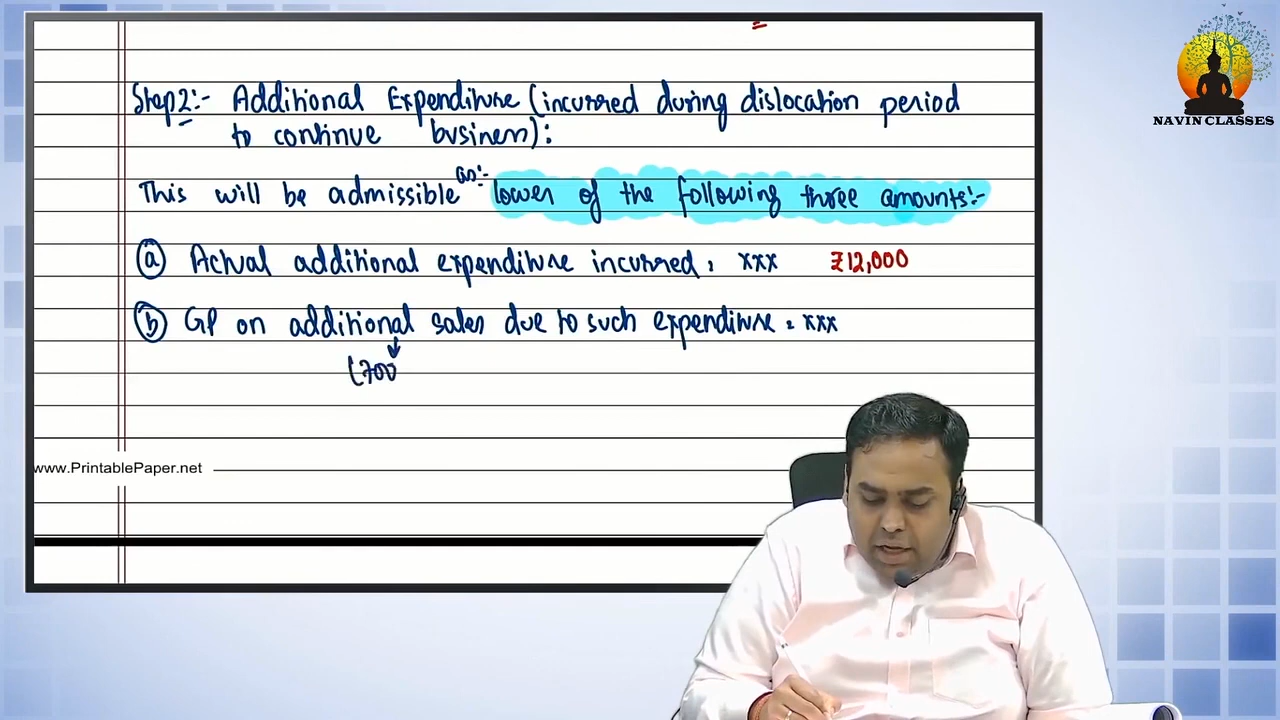 Step2:- Additional Expenditure (incurred during dislocation period
to continue business):
This will be admissible as:- lower of the following three amounts:-
(a) Actual additional expenditure incurred = xxx ₹12,000
(b) GP on additional sales due to such expenditure = xxx
(700
www.PrintablePaper.net
NAVIN CLASSES